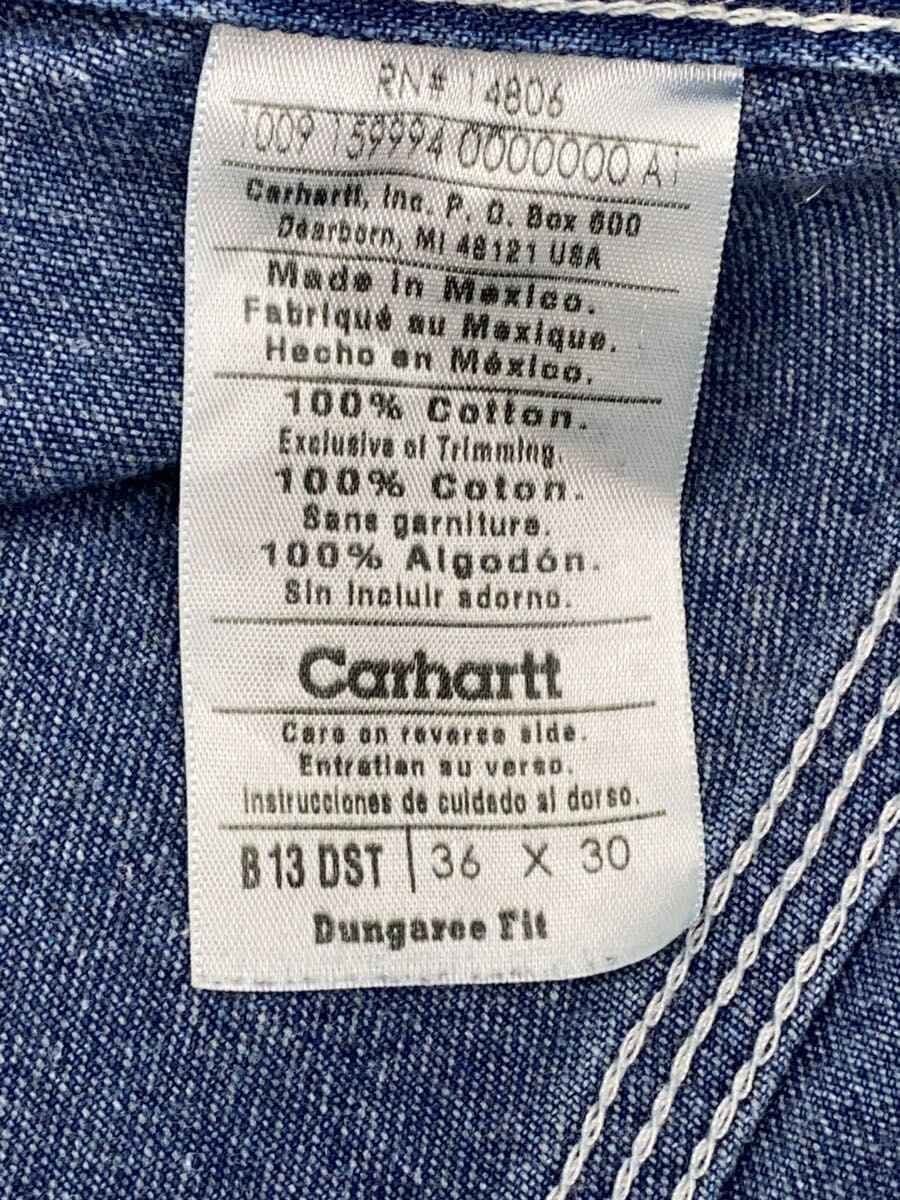 RN# 14806
1009 159994 0000000 A1
Carhartt, Inc. P. O. Box 600
Dearborn, MI 48121 USA
Made in Mexico.
Fabriqué au Mexique.
Hecho en México.
100% Cotton.
Exclusive of Trimming.
100% Coton.
Sans garniture.
100% Algodón.
Sin incluir adorno.
Carhartt
Care on reverse side.
Entretien au verso.
Instrucciones de cuidado al dorso.
B13 DST | 36 X 30
Dungaree Fit